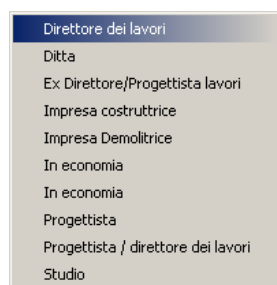 Direttore dei lavori
Ditta
Ex Direttore/Progettista lavori
Impresa costruttrice
Impresa Demolitrice
In economia
In economia
Progettista
Progettista / direttore dei lavori
Studio